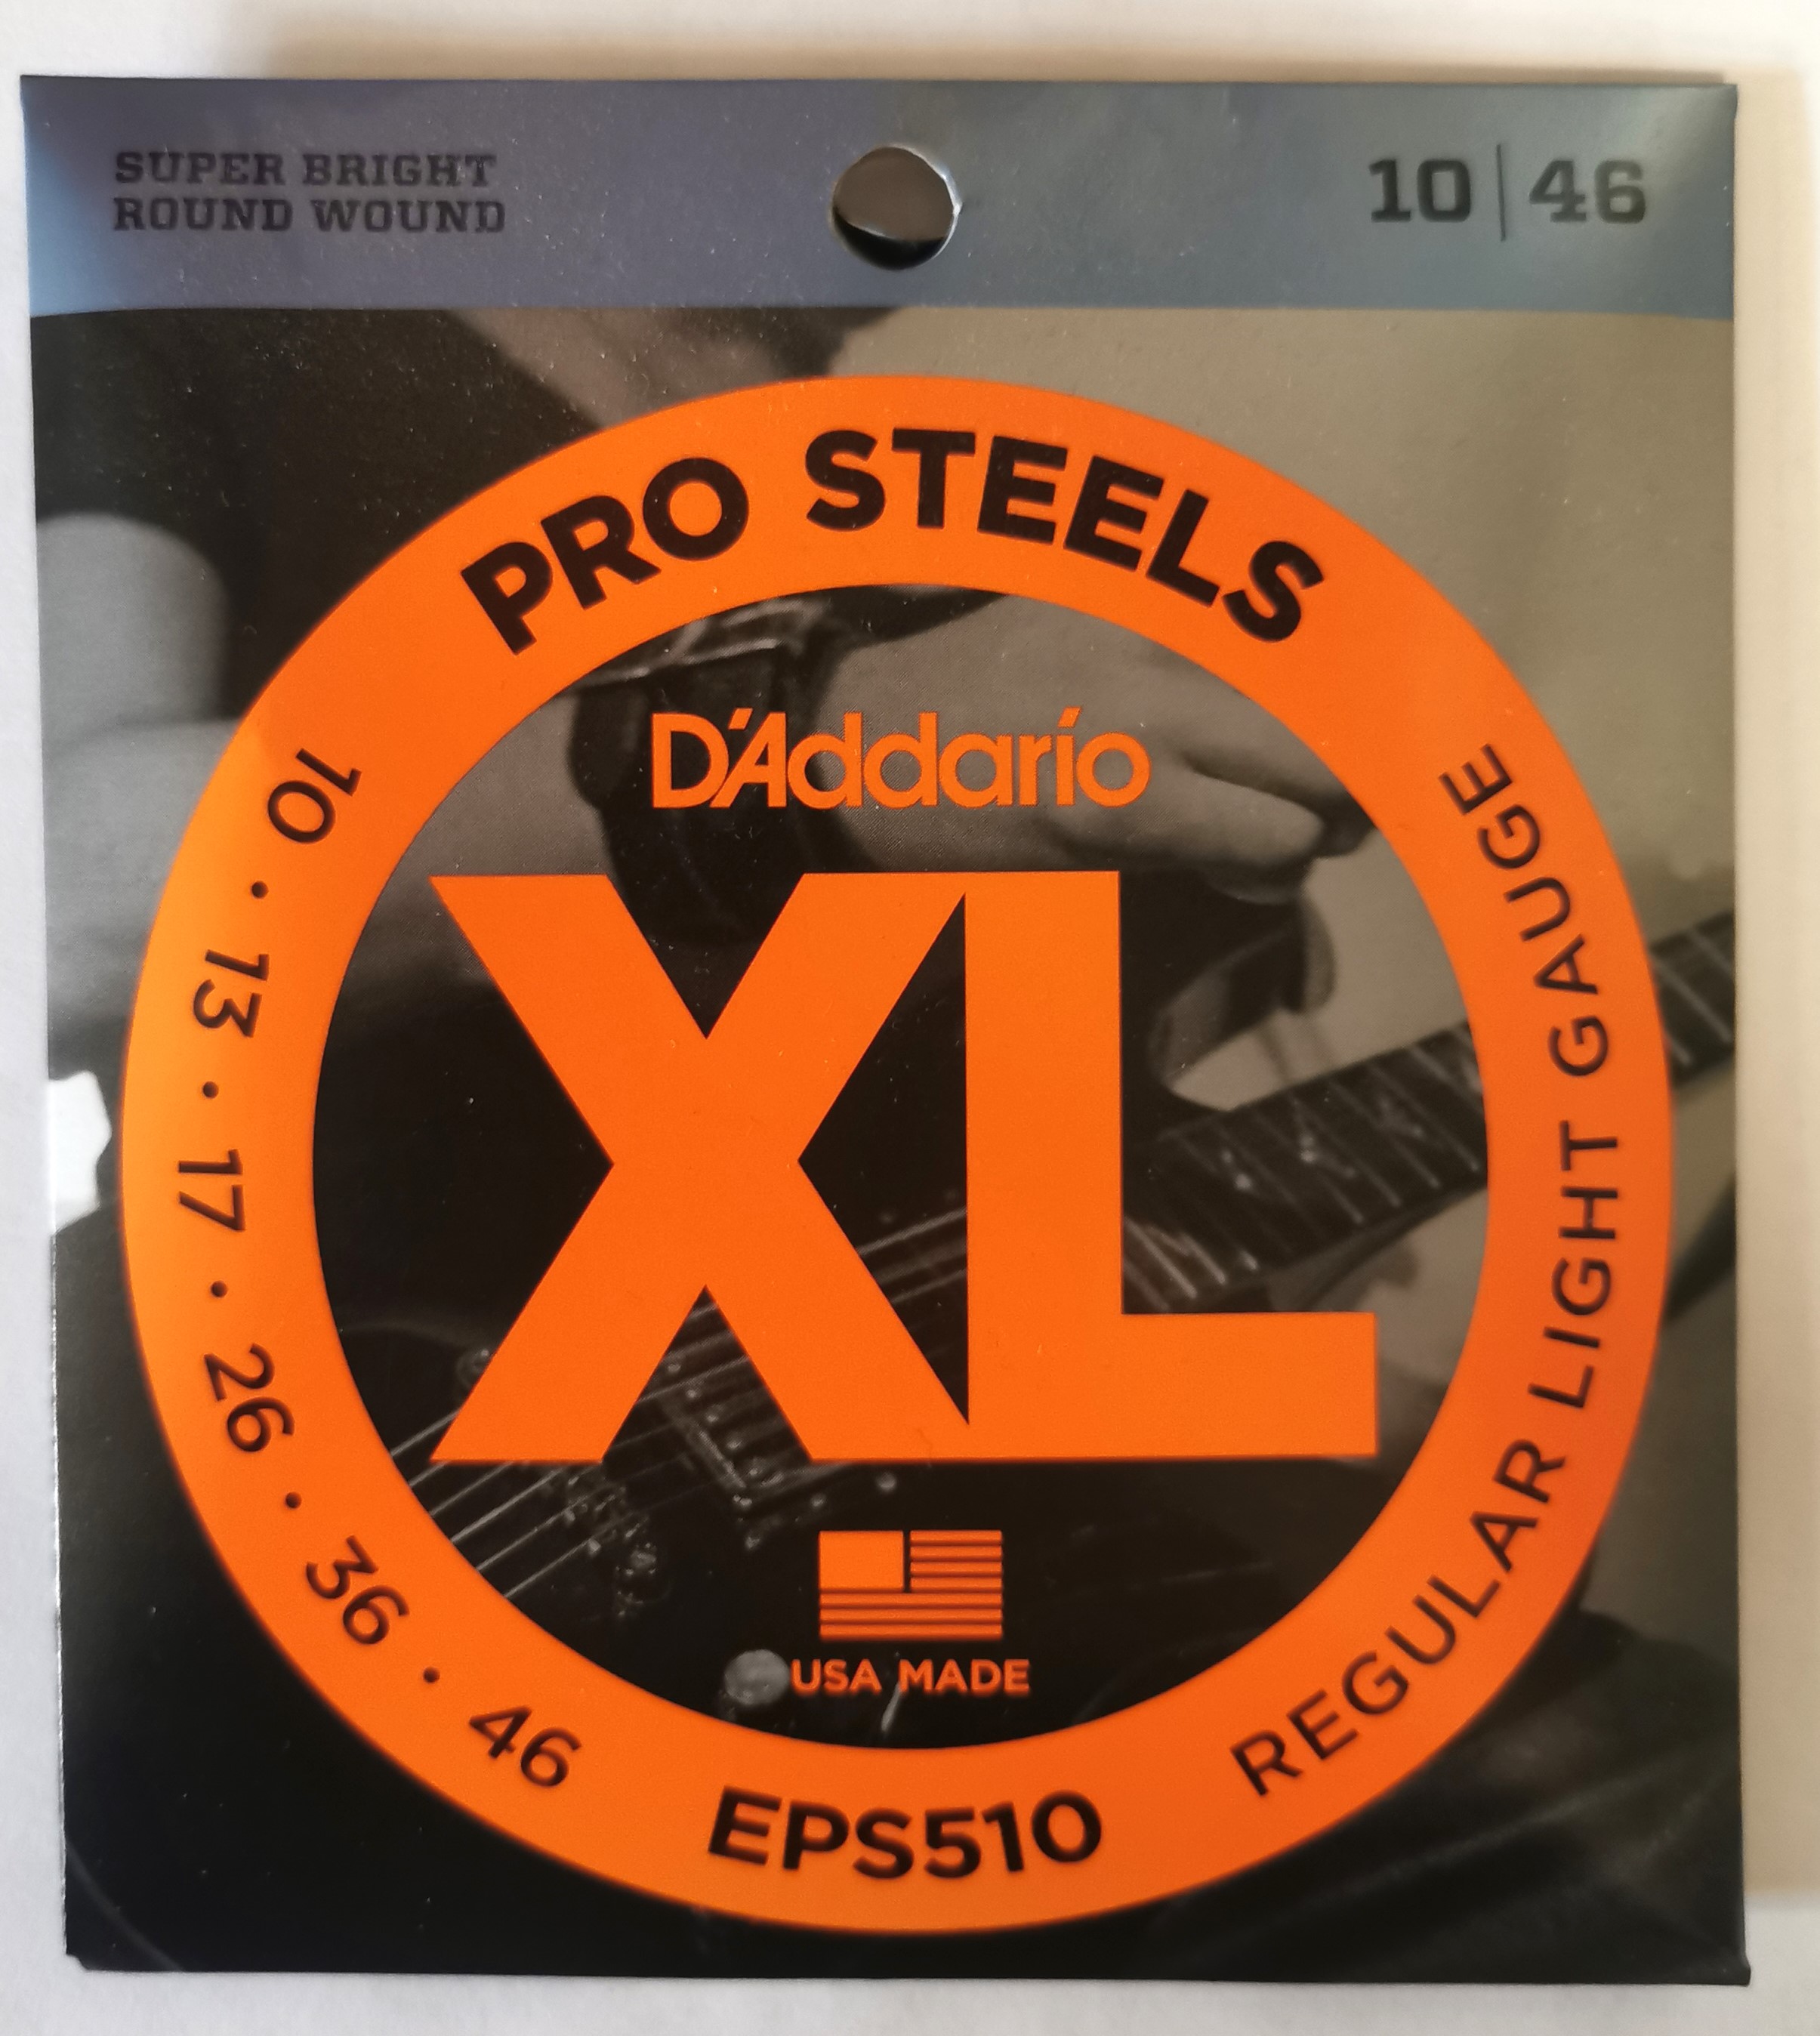 SUPER BRIGHT
ROUND WOUND
10 | 46
PRO STEELS
D'Addario
XL
USA MADE
10 · 13 · 17 · 26 · 36 · 46
EPS510
REGULAR LIGHT GAUGE